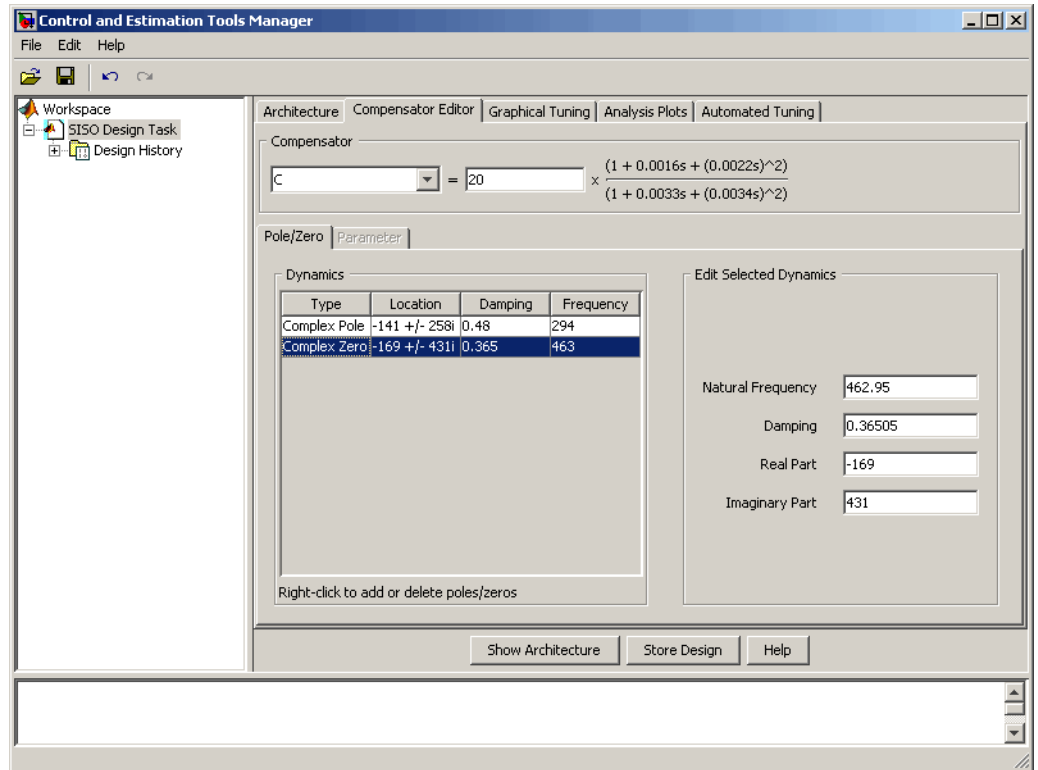 Control and Estimation Tools Manager
File Edit Help
Workspace
SISO Design Task
Design History
Architecture Compensator Editor Graphical Tuning Analysis Plots Automated Tuning
Compensator
C = 20 x (1 + 0.0016s + (0.0022s)^2)
(1 + 0.0033s + (0.0034s)^2)
Pole/Zero Parameter
Dynamics
Type Location Damping Frequency
Complex Pole -141 +/- 258i 0.48 294
Complex Zero -169 +/- 431i 0.365 463
Right-click to add or delete poles/zeros
Edit Selected Dynamics
Natural Frequency 462.95
Damping 0.36505
Real Part -169
Imaginary Part 431
Show Architecture Store Design Help